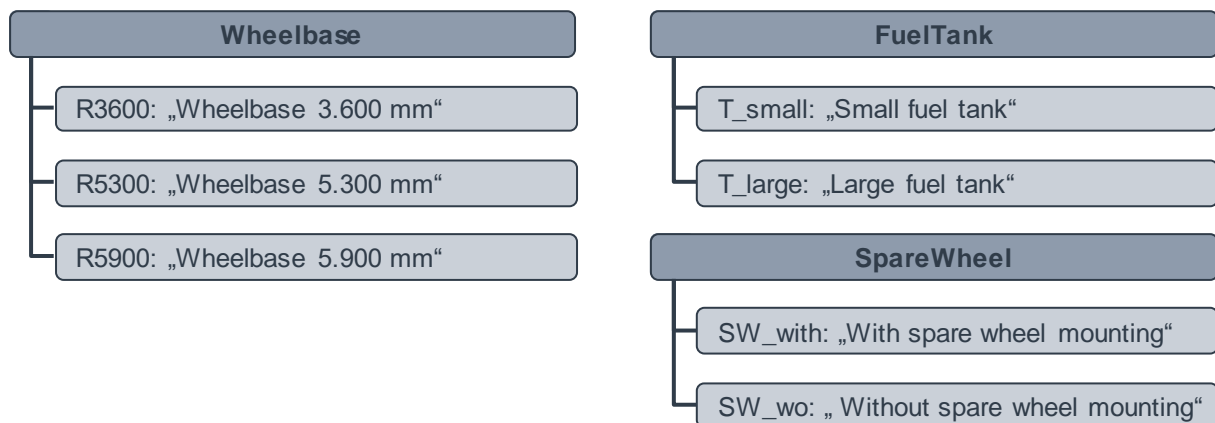 Wheelbase
R3600: „Wheelbase 3.600 mm“
R5300: „Wheelbase 5.300 mm“
R5900: „Wheelbase 5.900 mm“
FuelTank
T_small: „Small fuel tank“
T_large: „Large fuel tank“
SpareWheel
SW_with: „With spare wheel mounting“
SW_wo: „ Without spare wheel mounting“